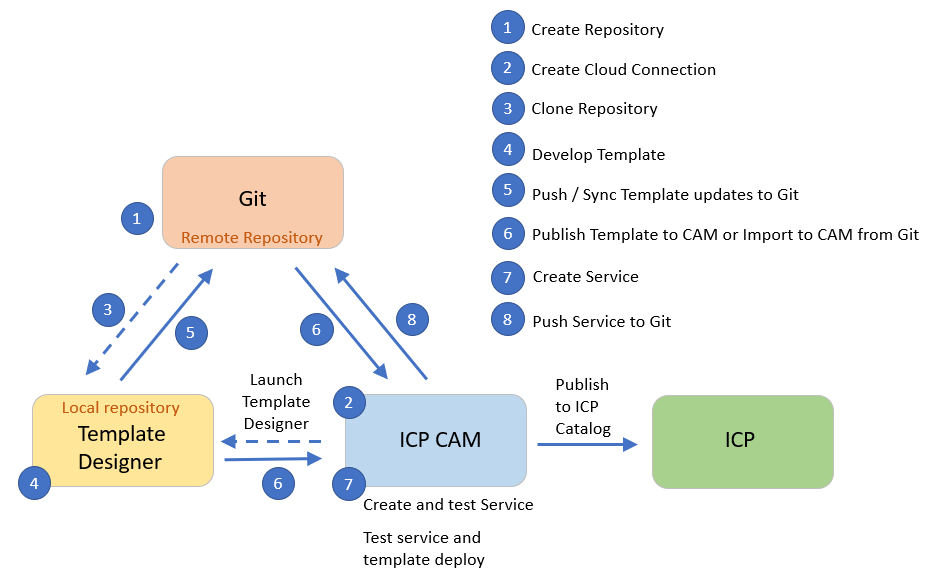 1 Create Repository
2 Create Cloud Connection
3 Clone Repository
4 Develop Template
5 Push / Sync Template updates to Git
6 Publish Template to CAM or Import to CAM from Git
7 Create Service
8 Push Service to Git
Git
1
Remote Repository
3
5
6
8
Launch
Template
Designer
Publish
to ICP
Catalog
Local repository
Template
Designer
4
6
2
ICP CAM
7
ICP
Create and test Service
Test service and
template deploy